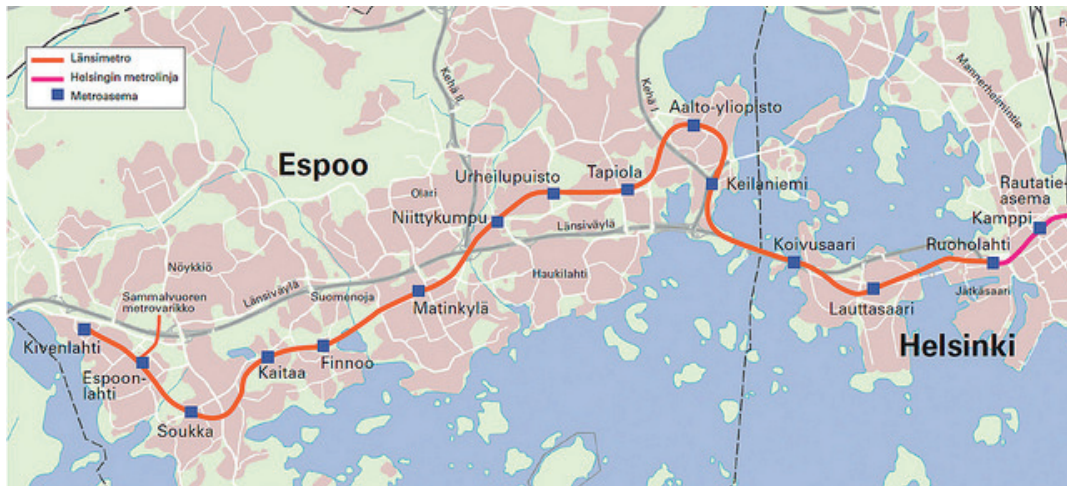 Länsimetro
Helsingin metrolinja
Metroasema
Espoo
Helsinki
Kehä II
Kehä I
Mannerheimintie
Aalto-yliopisto
Urheilupuisto
Tapiola
Keilaniemi
Olari
Niittykumpu
Länsiväylä
Rautatie-
asema
Kamppi
Koivusaari
Ruoholahti
Nöykkiö
Haukilahti
Jätkäsaari
Sammalvuoren
metrovarikko
Länsiväylä
Suomenoja
Matinkylä
Lauttasaari
Kivenlahti
Espoon-
lahti
Kaitaa
Finnoo
Soukka